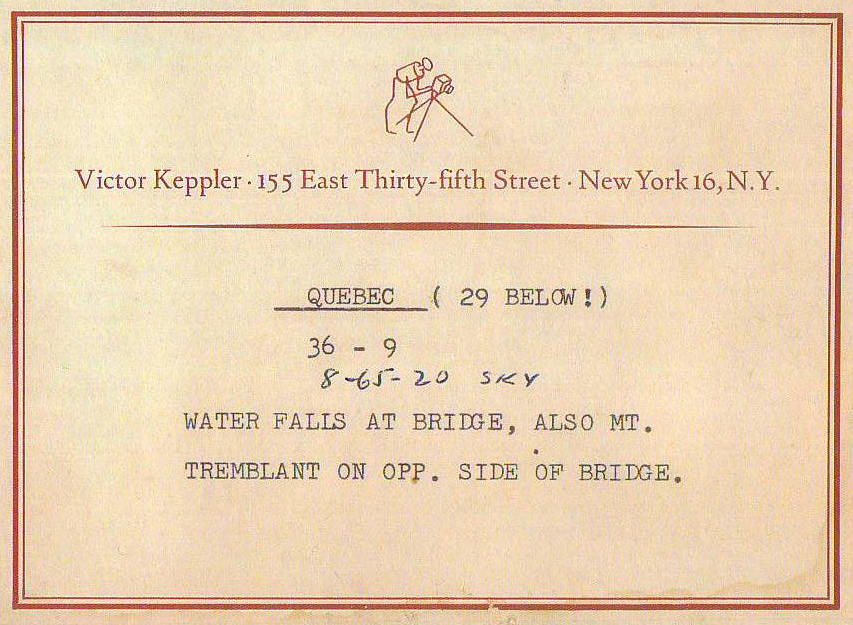 Victor Keppler · 155 East Thirty-fifth Street · New York 16, N.Y.
QUEBEC ( 29 BELOW!)
36 - 9
8-65-20 SKY
WATER FALLS AT BRIDGE, ALSO MT.
TREMBLANT ON OPP. SIDE OF BRIDGE.